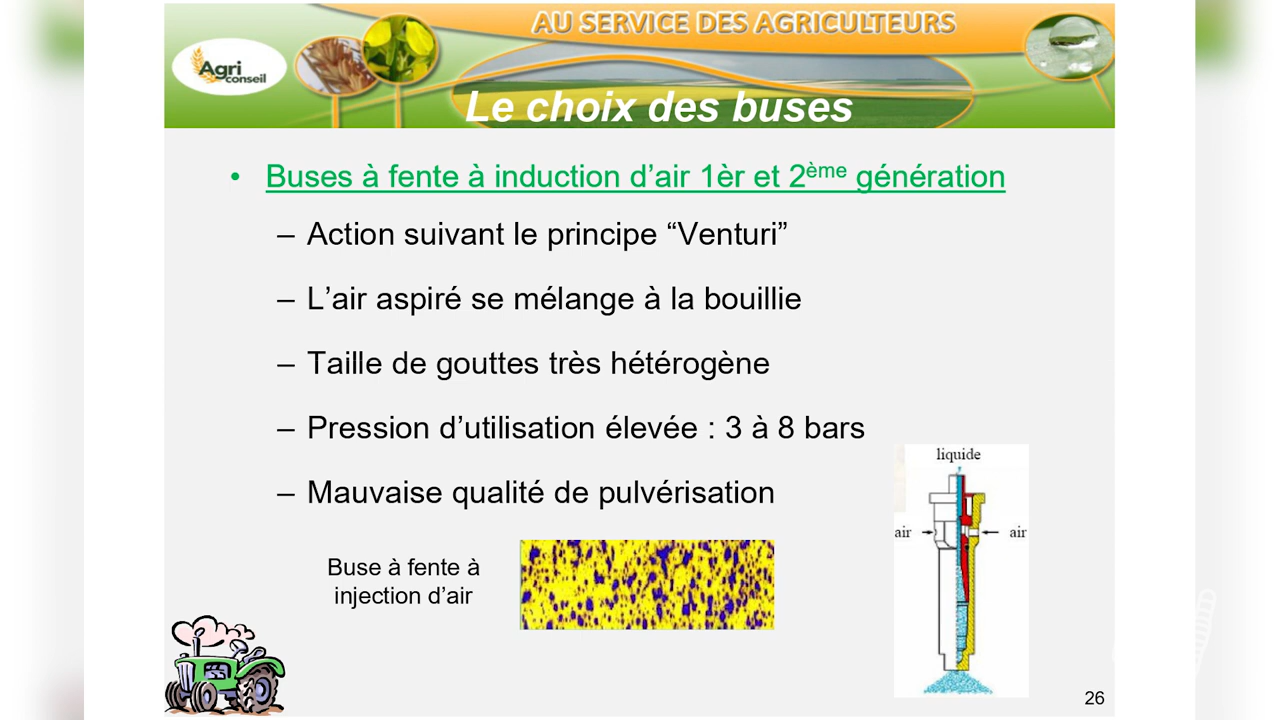 AU SERVICE DES AGRICULTEURS
Agri
conseil
Le choix des buses
• Buses à fente à induction d’air 1èr et 2ème génération
– Action suivant le principe “Venturi”
– L’air aspiré se mélange à la bouillie
– Taille de gouttes très hétérogène
– Pression d’utilisation élevée : 3 à 8 bars
– Mauvaise qualité de pulvérisation
liquide
air
air
Buse à fente à
injection d’air
26